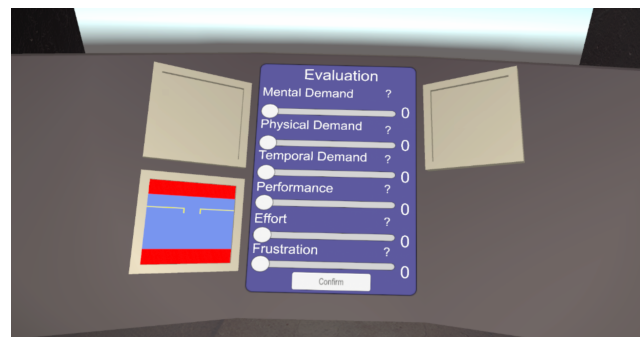 Evaluation
Mental Demand ?
0
Physical Demand ?
0
Temporal Demand ?
0
Performance ?
0
Effort ?
0
Frustration ?
0
Confirm